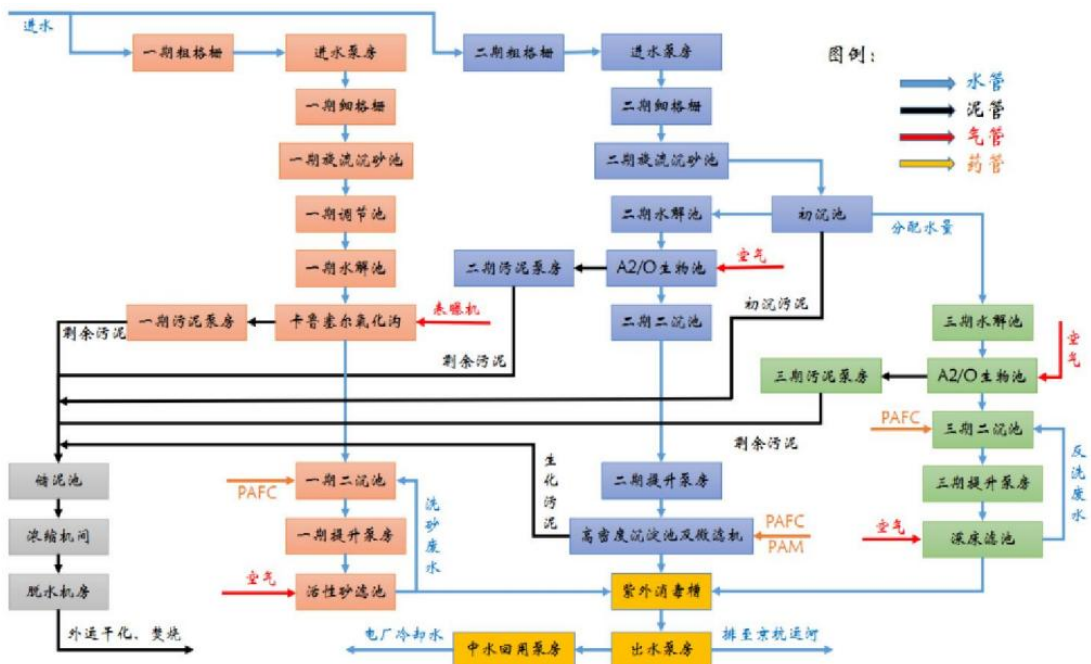 进水
一期粗格栅
进水泵房
二期粗格栅
进水泵房
图例：
水管
泥管
气管
药管
一期细格栅
二期细格栅
一期旋流沉砂池
二期旋流沉砂池
一期调节池
二期水解池
初沉池
分配水量
一期水解池
二期污泥泵房
A2/O生物池
空气
初沉污泥
一期污泥泵房
卡鲁塞尔氧化沟
表曝机
二期二沉池
三期水解池
剩余污泥
剩余污泥
空气
三期污泥泵房
A2/O生物池
PAFC
三期二沉池
剩余污泥
储泥池
PAFC
一期二沉池
洗砂废水
生化污泥
二期提升泵房
三期提升泵房
反洗废水
浓缩机间
一期提升泵房
高密度沉淀池及微滤机
PAFC
PAM
空气
深床滤池
脱水机房
空气
活性砂滤池
紫外消毒槽
外运干化、焚烧
电厂冷却水
中水回用泵房
出水泵房
排至京杭运河